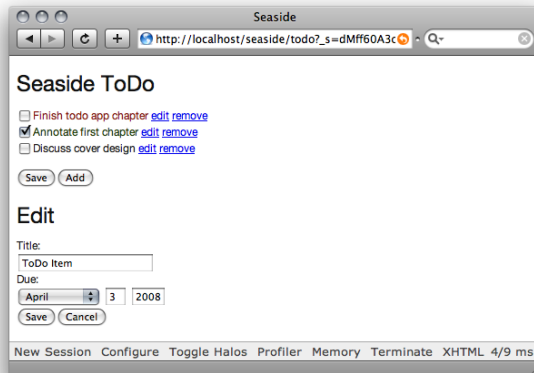 Seaside
http://localhost/seaside/todo?_s=dMff60A3c
Seaside ToDo
Finish todo app chapter edit remove
Annotate first chapter edit remove
Discuss cover design edit remove
Save Add
Edit
Title:
ToDo Item
Due:
April 3 2008
Save Cancel
New Session Configure Toggle Halos Profiler Memory Terminate XHTML 4/9 ms